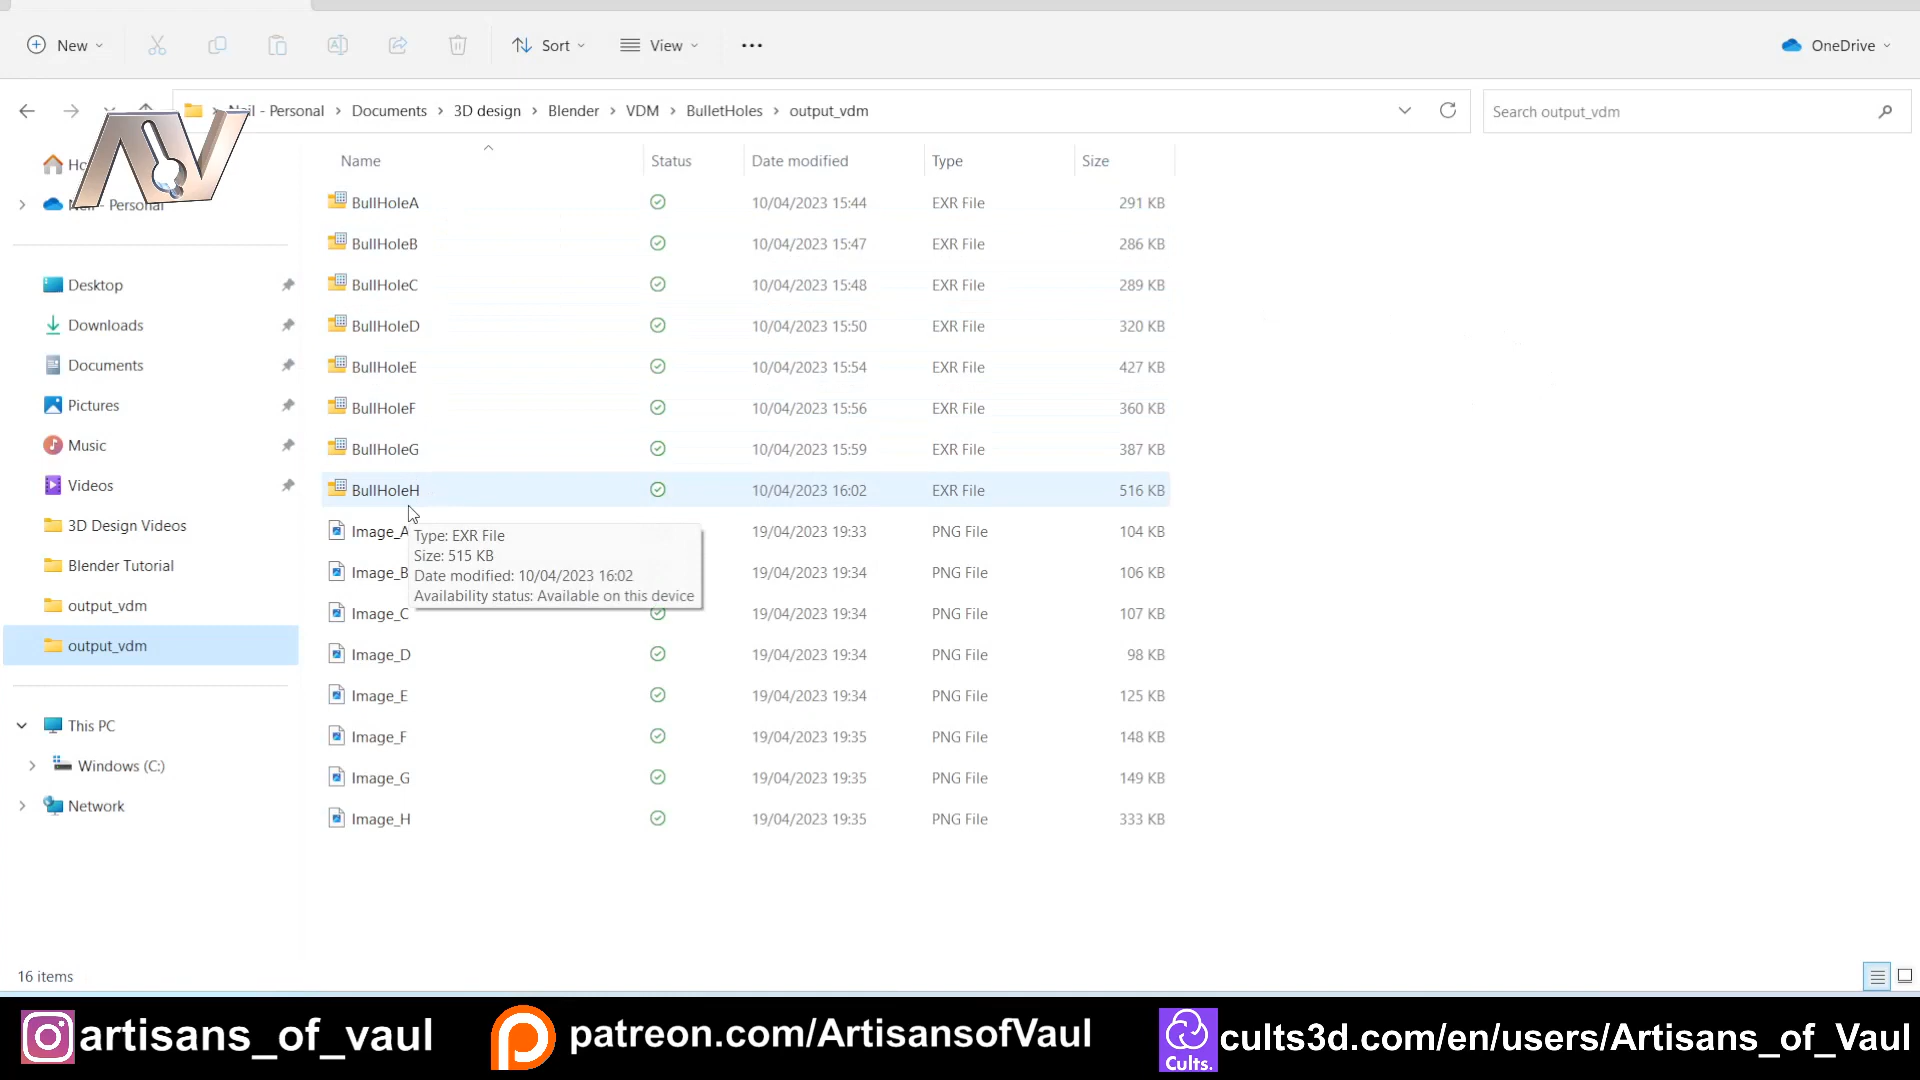 New Sort View OneDrive
Personal Documents 3D design Blender VDM BulletHoles output_vdm Search output_vdm
Name Status Date modified Type Size
BullHoleA 10/04/2023 15:44 EXR File 291 KB
BullHoleB 10/04/2023 15:47 EXR File 286 KB
BullHoleC 10/04/2023 15:48 EXR File 289 KB
BullHoleD 10/04/2023 15:50 EXR File 320 KB
BullHoleE 10/04/2023 15:54 EXR File 427 KB
BullHoleF 10/04/2023 15:56 EXR File 360 KB
BullHoleG 10/04/2023 15:59 EXR File 387 KB
BullHoleH 10/04/2023 16:02 EXR File 516 KB
Image_A 19/04/2023 19:33 PNG File 104 KB
Image_B 19/04/2023 19:34 PNG File 106 KB
Image_C 19/04/2023 19:34 PNG File 107 KB
Image_D 19/04/2023 19:34 PNG File 98 KB
Image_E 19/04/2023 19:34 PNG File 125 KB
Image_F 19/04/2023 19:35 PNG File 148 KB
Image_G 19/04/2023 19:35 PNG File 149 KB
Image_H 19/04/2023 19:35 PNG File 333 KB
Type: EXR File
Size: 515 KB
Date modified: 10/04/2023 16:02
Availability status: Available on this device
AV
Personal
Desktop
Downloads
Documents
Pictures
Music
Videos
3D Design Videos
Blender Tutorial
output_vdm
output_vdm
This PC
Windows (C:)
Network
16 items
artisans_of_vaul patreon.com/ArtisansofVaul Cults. cults3d.com/en/users/Artisans_of_Vaul